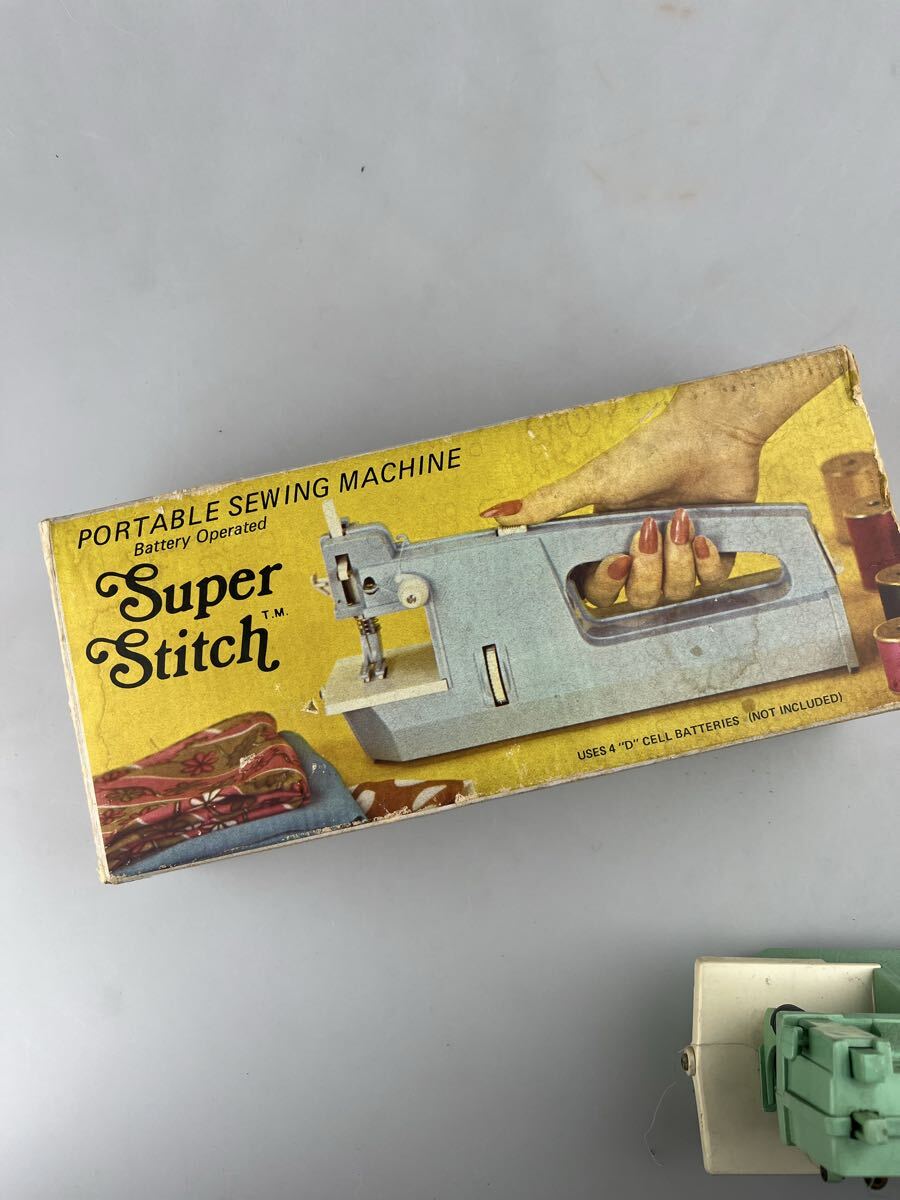 PORTABLE SEWING MACHINE
Battery Operated
Super
Stitch T.M.
USES 4 "D" CELL BATTERIES (NOT INCLUDED)